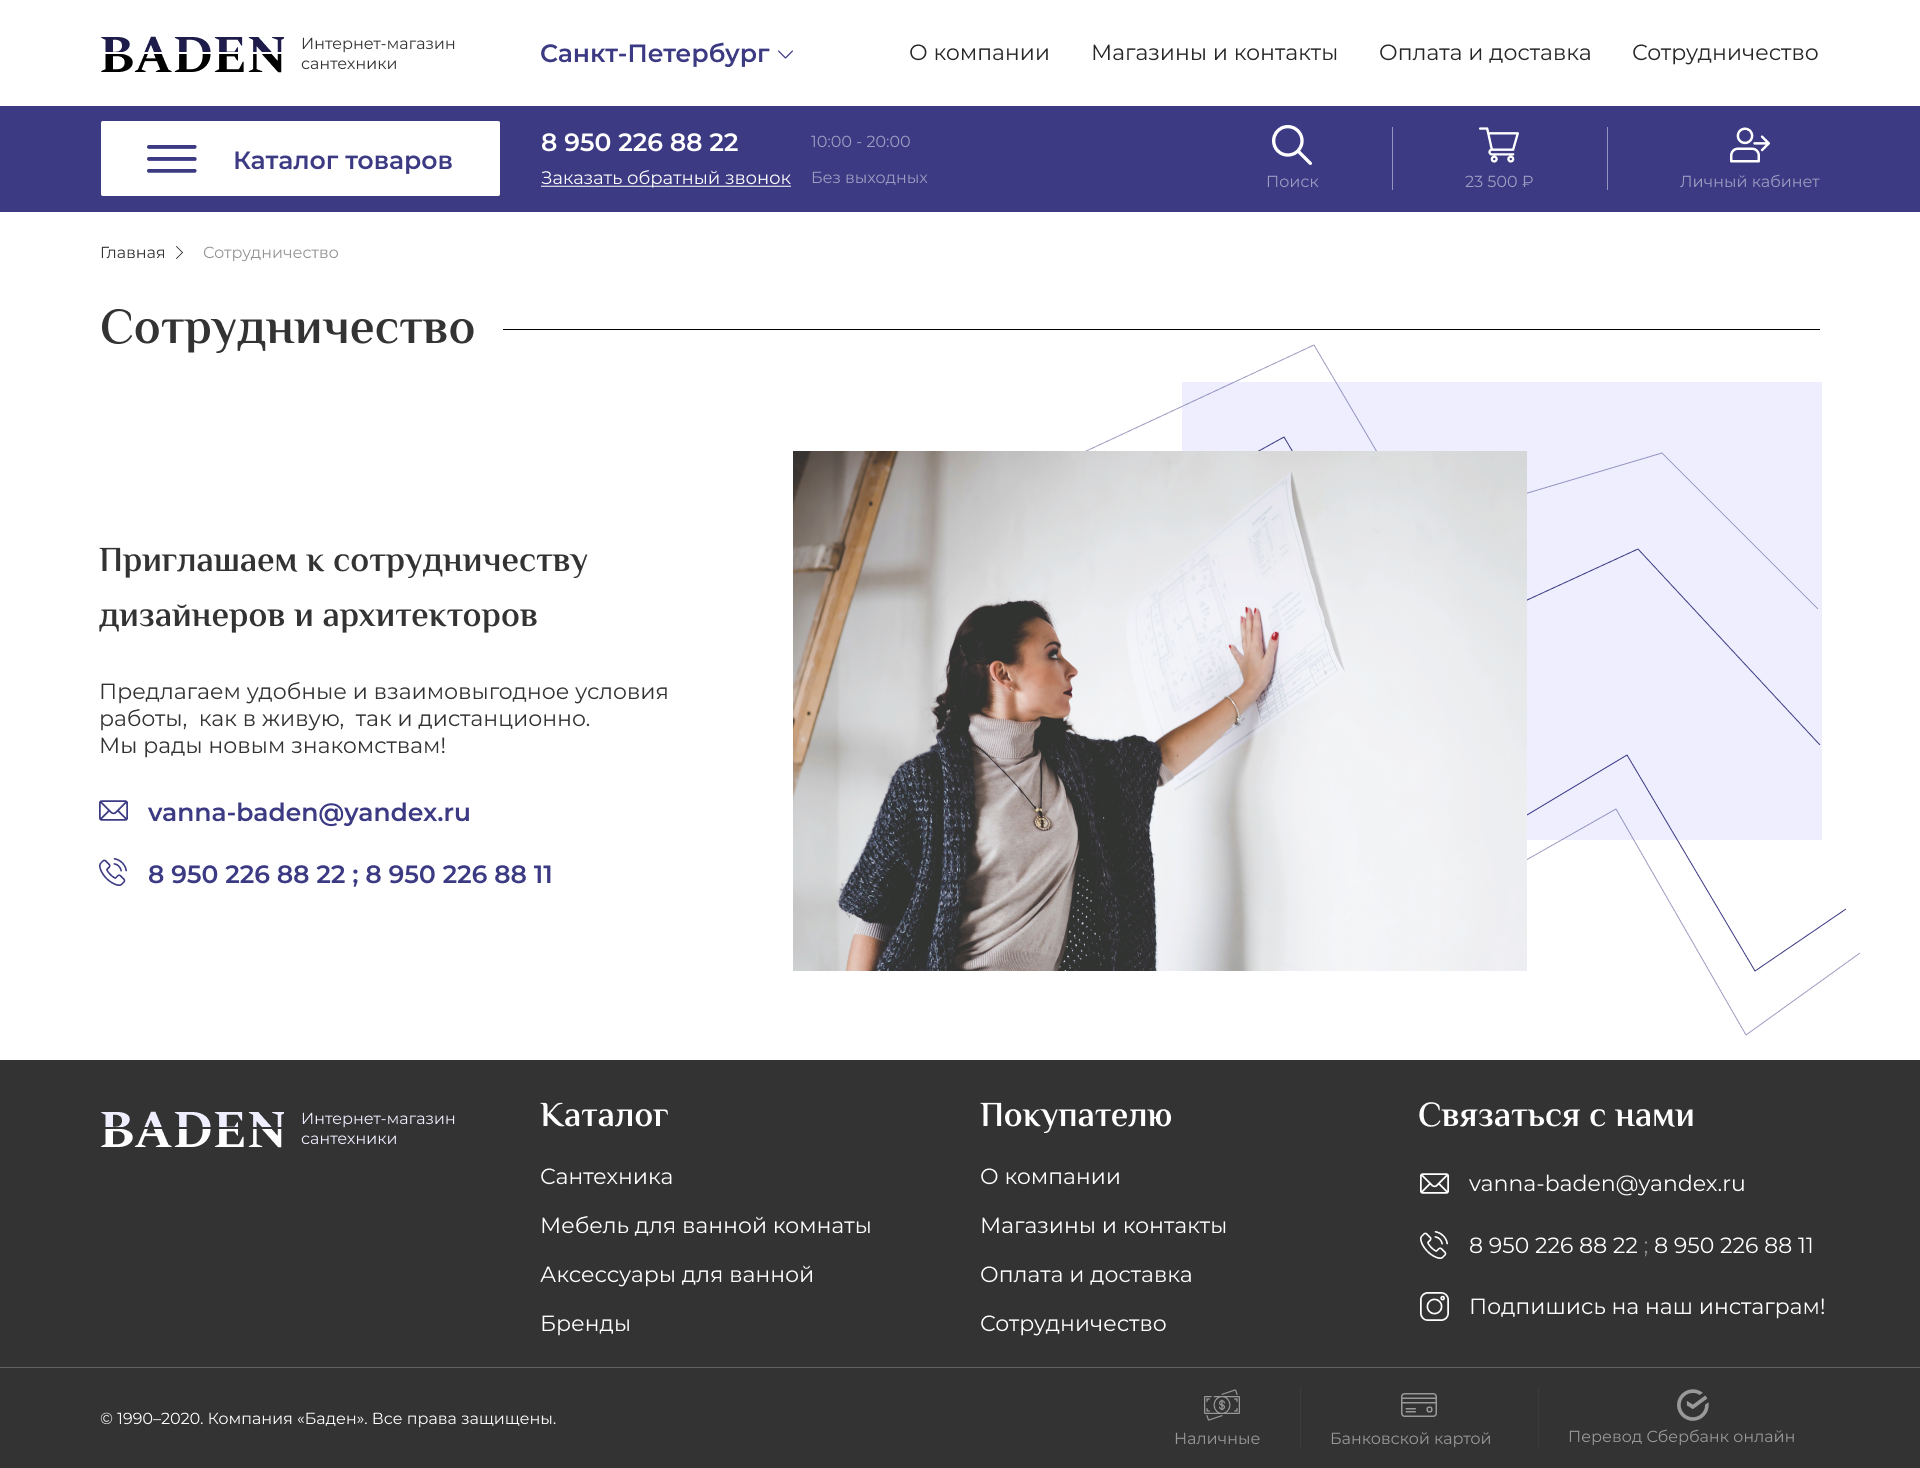 BADEN
Интернет-магазин
сантехники
Санкт-Петербург
О компании
Магазины и контакты
Оплата и доставка
Сотрудничество
Каталог товаров
8 950 226 88 22
10:00 - 20:00
Заказать обратный звонок
Без выходных
Поиск
23 500 ₽
Личный кабинет
Главная
Сотрудничество
Сотрудничество
Приглашаем к сотрудничеству
дизайнеров и архитекторов
Предлагаем удобные и взаимовыгодное условия
работы,  как в живую,  так и дистанционно.
Мы рады новым знакомствам!
vanna-baden@yandex.ru
8 950 226 88 22 ; 8 950 226 88 11
BADEN
Интернет-магазин
сантехники
Каталог
Сантехника
Мебель для ванной комнаты
Аксессуары для ванной
Бренды
Покупателю
О компании
Магазины и контакты
Оплата и доставка
Сотрудничество
Связаться с нами
vanna-baden@yandex.ru
8 950 226 88 22 ; 8 950 226 88 11
Подпишись на наш инстаграм!
© 1990–2020. Компания «Баден». Все права защищены.
Наличные
Банковской картой
Перевод Сбербанк онлайн